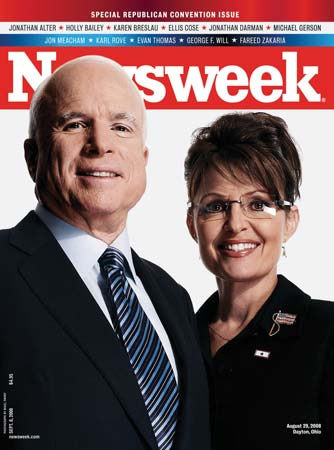 SPECIAL REPUBLICAN CONVENTION ISSUE
JONATHAN ALTER ★ HOLLY BAILEY ★ KAREN BRESLAU ★ ELLIS COSE ★ JONATHAN DARMAN ★ MICHAEL GERSON
JON MEACHAM ★ KARL ROVE ★ EVAN THOMAS ★ GEORGE F. WILL ★ FAREED ZAKARIA
Newsweek
$4.95
SEPT. 8, 2008
newsweek.com
August 29, 2008
Dayton, Ohio